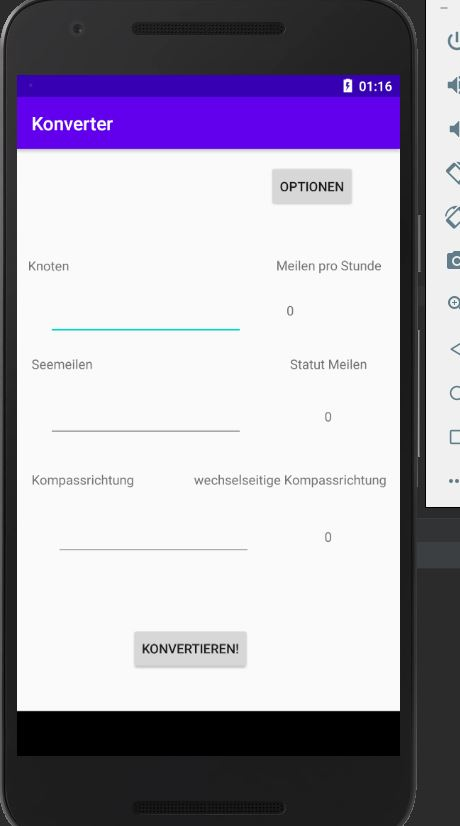 01:16
Konverter
OPTIONEN
Knoten Meilen pro Stunde
0
Seemeilen Statut Meilen
0
Kompassrichtung wechselseitige Kompassrichtung
0
KONVERTIEREN!